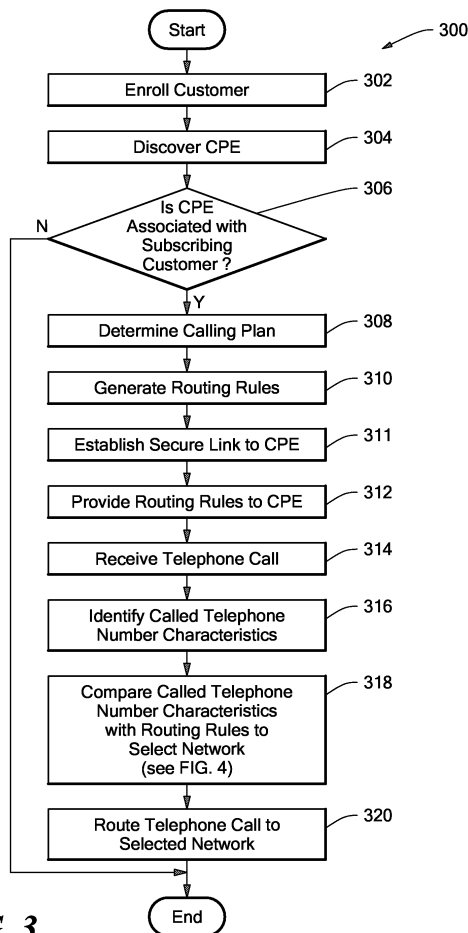 Start
300
Enroll Customer
302
Discover CPE
304
306
Is CPE
Associated with
Subscribing
Customer ?
N
Y
Determine Calling Plan
308
Generate Routing Rules
310
Establish Secure Link to CPE
311
Provide Routing Rules to CPE
312
Receive Telephone Call
314
Identify Called Telephone
Number Characteristics
316
Compare Called Telephone
Number Characteristics
with Routing Rules to
Select Network
(see FIG. 4)
318
Route Telephone Call to
Selected Network
320
End
3